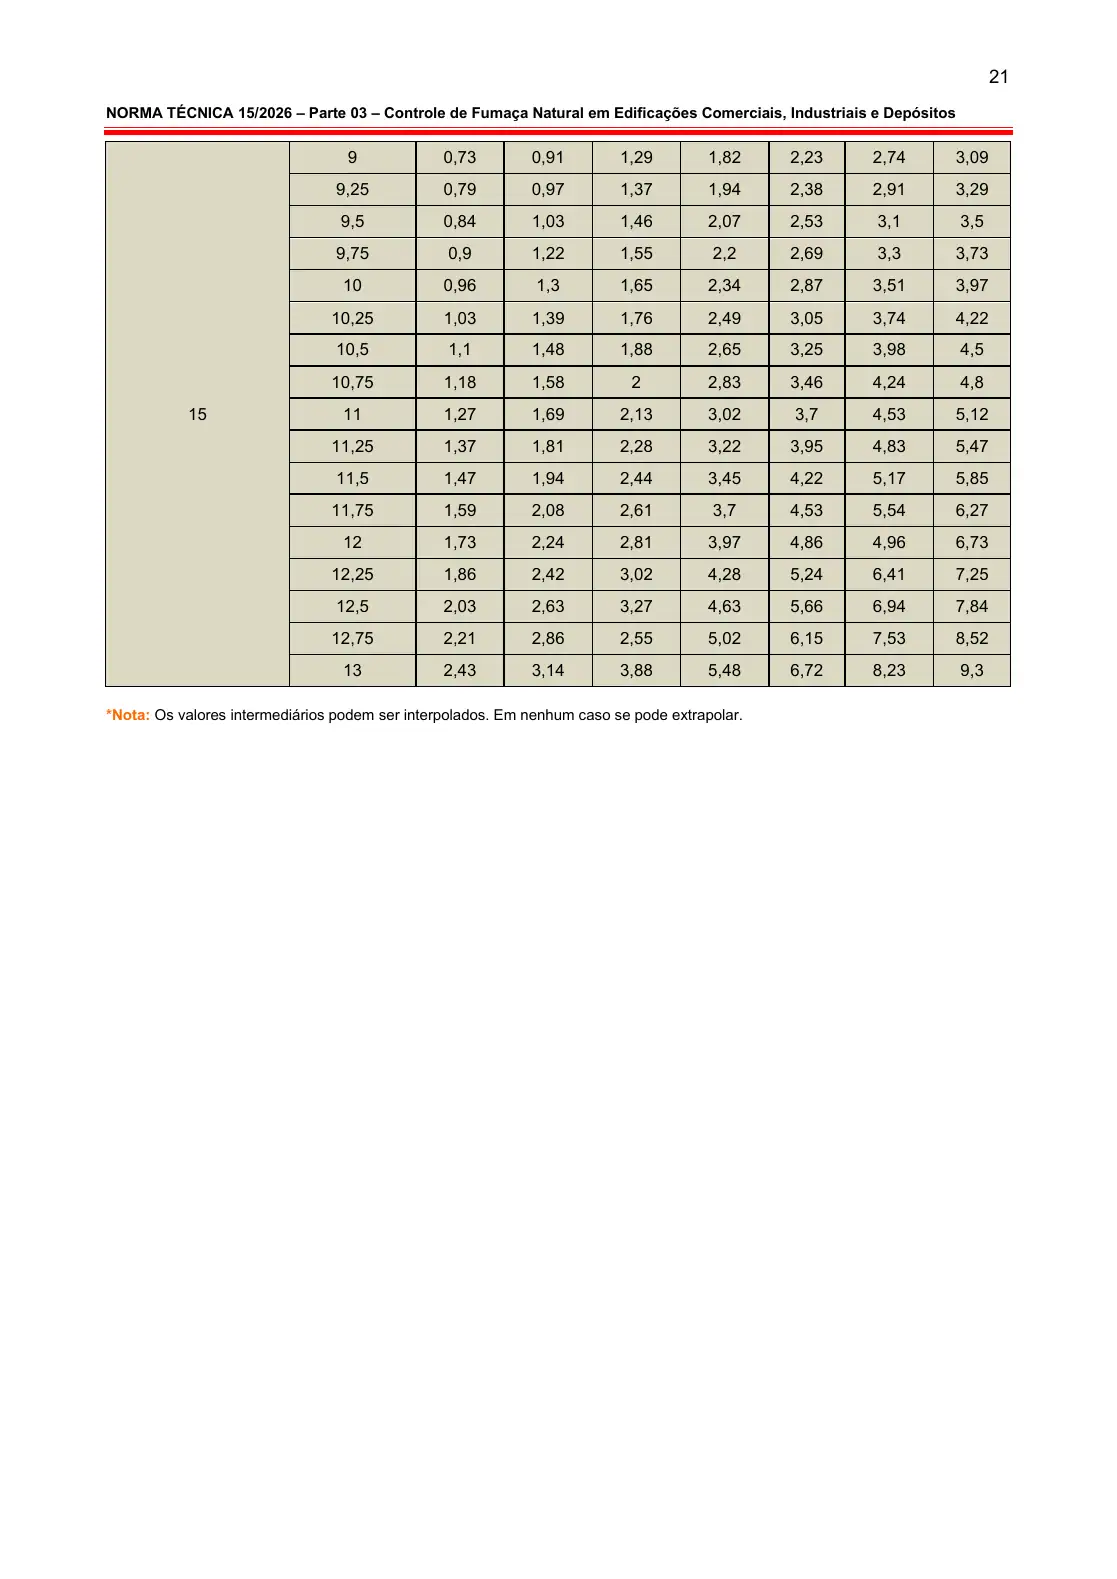 21
NORMA TÉCNICA 15/2026 – Parte 03 – Controle de Fumaça Natural em Edificações Comerciais, Industriais e Depósitos
9 0,73 0,91 1,29 1,82 2,23 2,74 3,09
9,25 0,79 0,97 1,37 1,94 2,38 2,91 3,29
9,5 0,84 1,03 1,46 2,07 2,53 3,1 3,5
9,75 0,9 1,22 1,55 2,2 2,69 3,3 3,73
10 0,96 1,3 1,65 2,34 2,87 3,51 3,97
10,25 1,03 1,39 1,76 2,49 3,05 3,74 4,22
10,5 1,1 1,48 1,88 2,65 3,25 3,98 4,5
10,75 1,18 1,58 2 2,83 3,46 4,24 4,8
15 11 1,27 1,69 2,13 3,02 3,7 4,53 5,12
11,25 1,37 1,81 2,28 3,22 3,95 4,83 5,47
11,5 1,47 1,94 2,44 3,45 4,22 5,17 5,85
11,75 1,59 2,08 2,61 3,7 4,53 5,54 6,27
12 1,73 2,24 2,81 3,97 4,86 4,96 6,73
12,25 1,86 2,42 3,02 4,28 5,24 6,41 7,25
12,5 2,03 2,63 3,27 4,63 5,66 6,94 7,84
12,75 2,21 2,86 2,55 5,02 6,15 7,53 8,52
13 2,43 3,14 3,88 5,48 6,72 8,23 9,3
*Nota: Os valores intermediários podem ser interpolados. Em nenhum caso se pode extrapolar.